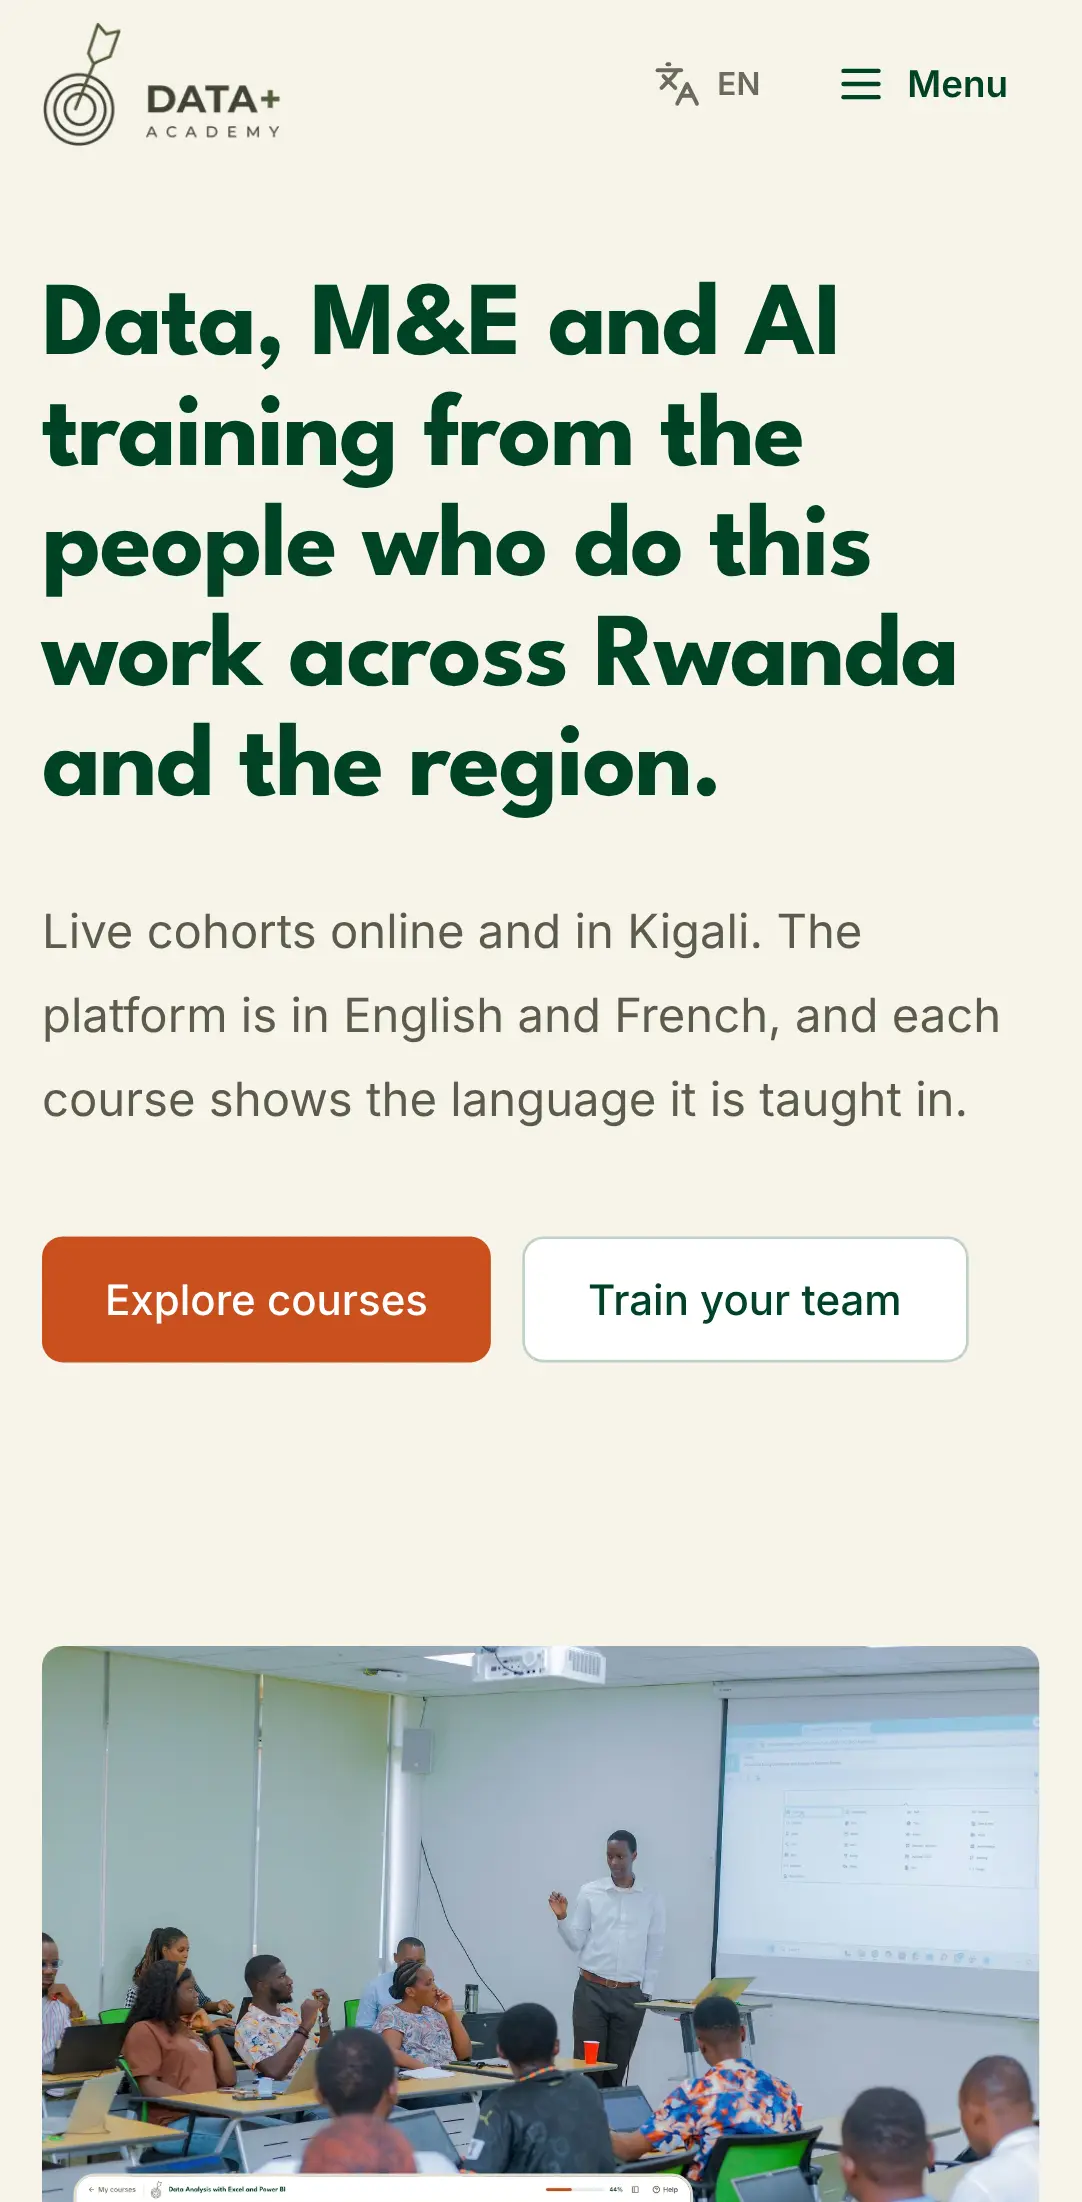 DATA+
ACADEMY
EN
Menu
Data, M&E and AI
training from the
people who do this
work across Rwanda
and the region.
Live cohorts online and in Kigali. The
platform is in English and French, and each
course shows the language it is taught in.
Explore courses
Train your team
My courses
Data Analysis with Excel and Power BI
44%
Help